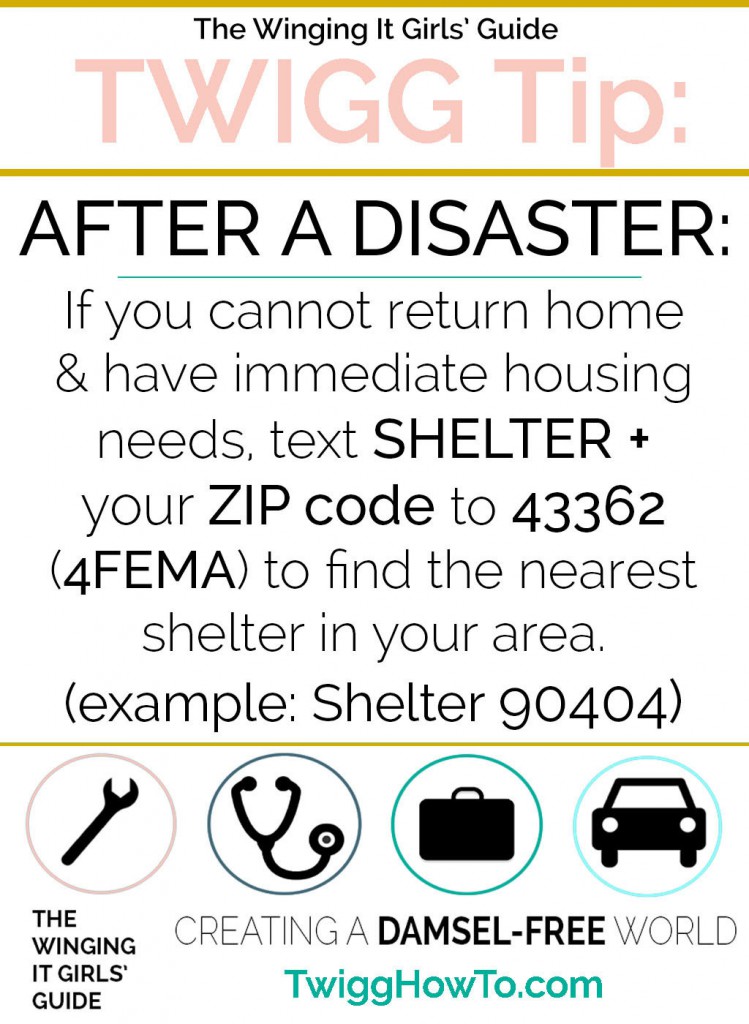 The Winging It Girls' Guide
TWIGG Tip:
AFTER A DISASTER:
If you cannot return home
& have immediate housing
needs, text SHELTER +
your ZIP code to 43362
(4FEMA) to find the nearest
shelter in your area.
(example: Shelter 90404)
THE
WINGING
IT GIRLS'
GUIDE
CREATING A DAMSEL-FREE WORLD
TwiggHowTo.com